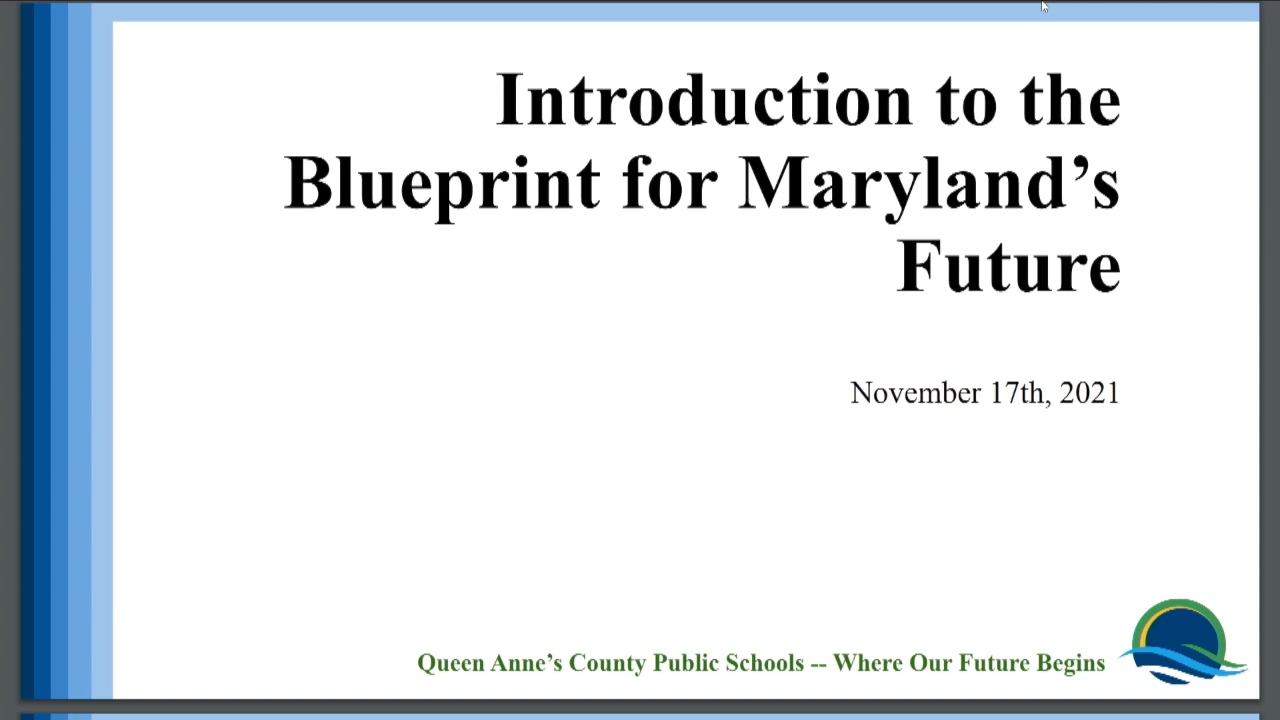 Introduction to the
Blueprint for Maryland’s
Future
November 17th, 2021
Queen Anne’s County Public Schools -- Where Our Future Begins